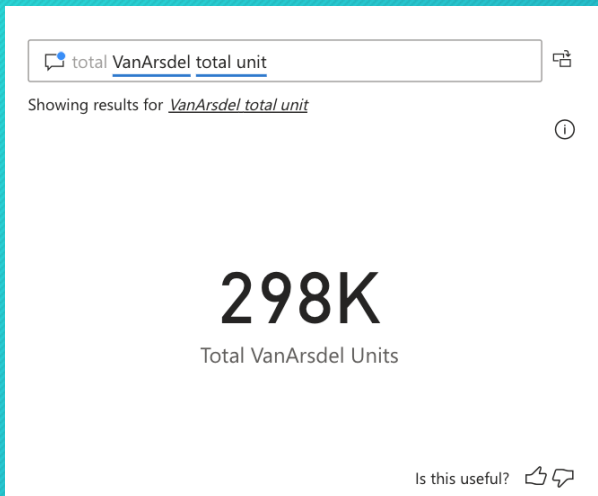 total VanArsdel total unit
Showing results for VanArsdel total unit
298K
Total VanArsdel Units
Is this useful?